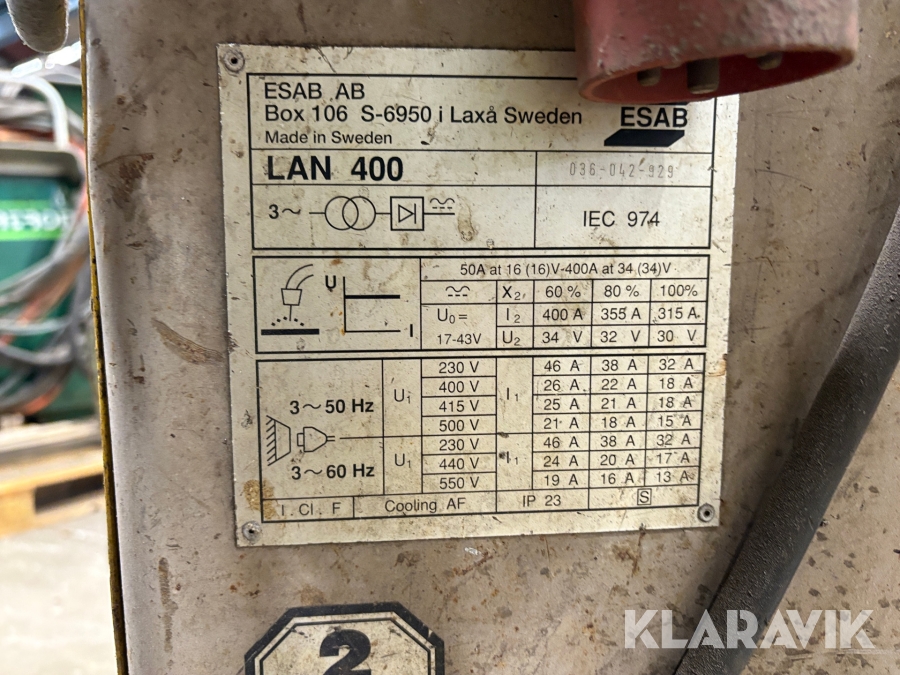 ESAB AB
Box 106 S-6950 i Laxå Sweden
Made in Sweden
ESAB
LAN 400
036-042-929
3~
IEC 974
50A at 16 (16)V-400A at 34 (34)V
U
I
X2 60% 80% 100%
U0= I2 400 A 355 A 315 A
17-43V U2 34 V 32 V 30 V
3~50 Hz U1 I1
230 V 46 A 38 A 32 A
400 V 26 A 22 A 18 A
415 V 25 A 21 A 18 A
500 V 21 A 18 A 15 A
3~60 Hz U1 I1
230 V 46 A 38 A 32 A
440 V 24 A 20 A 17 A
550 V 19 A 16 A 13 A
I . Cl . F Cooling AF IP 23 S
2
KLARAVIK